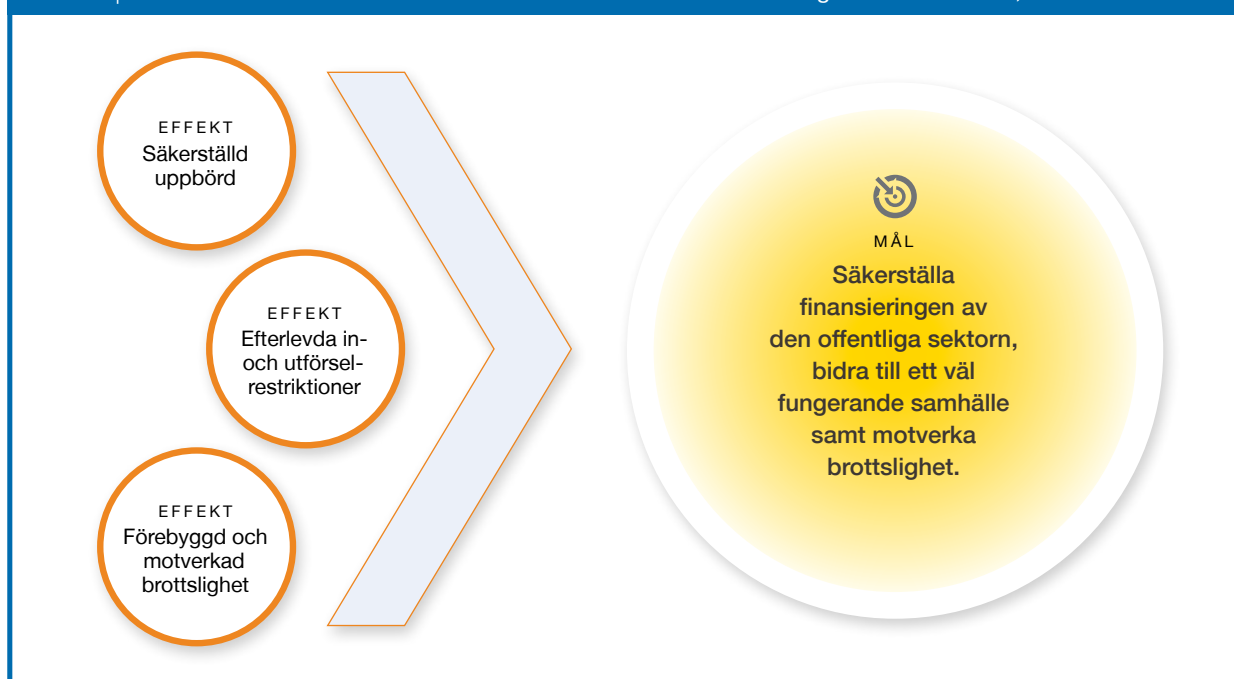 EFFEKT
Säkerställd
uppbörd
EFFEKT
Efterlevda in-
och utförsel-
restriktioner
EFFEKT
Förebyggd och
motverkad
brottslighet
MÅL
Säkerställa
finansieringen av
den offentliga sektorn,
bidra till ett väl
fungerande samhälle
samt motverka
brottslighet.